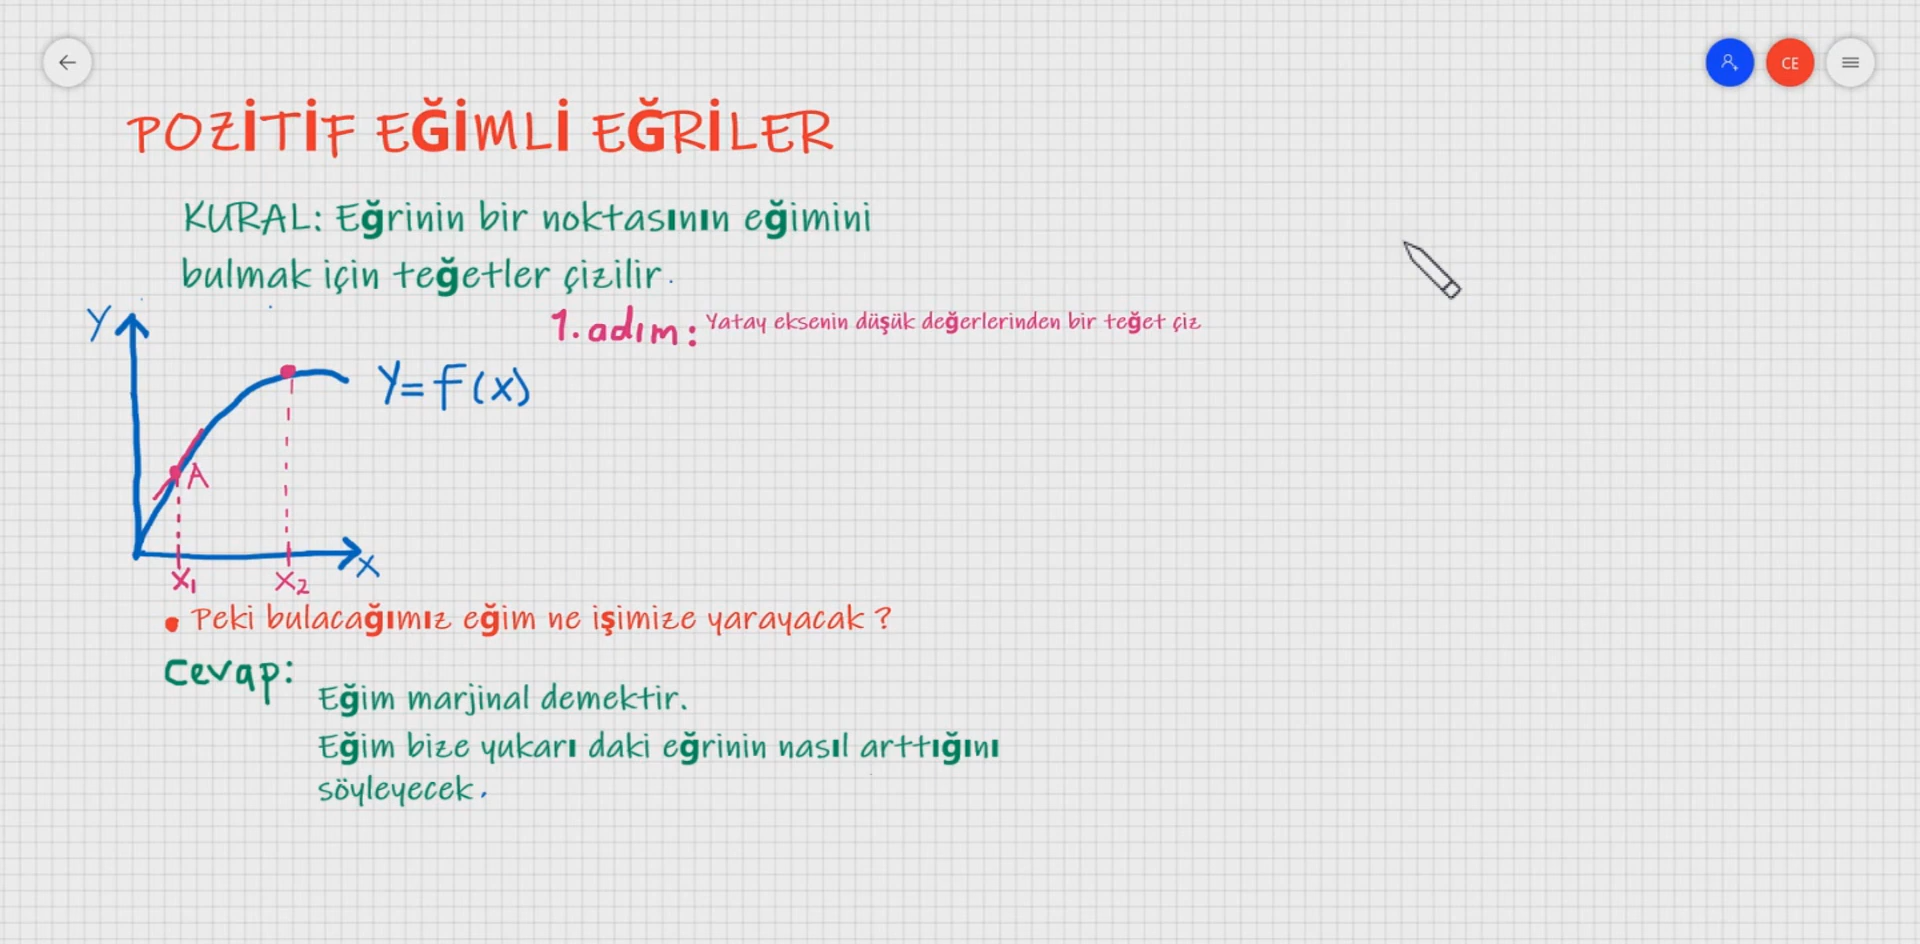 CE
POZİTİF EĞİMLİ EĞRİLER
KURAL: Eğrinin bir noktasının eğimini
bulmak için teğetler çizilir.
1. adım: Yatay eksenin düşük değerlerinden bir teğet çiz
Y
Y=F(x)
A
X
X1
X2
• Peki bulacağımız eğim ne işimize yarayacak ?
Cevap:
Eğim marjinal demektir.
Eğim bize yukarı daki eğrinin nasıl arttığını
söyleyecek.